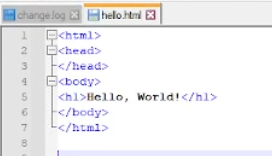 change.log hello.html
1 <html>
2 <head>
3 </head>
4 <body>
5 <h1>Hello, World!</h1>
6 </body>
7 </html>
8